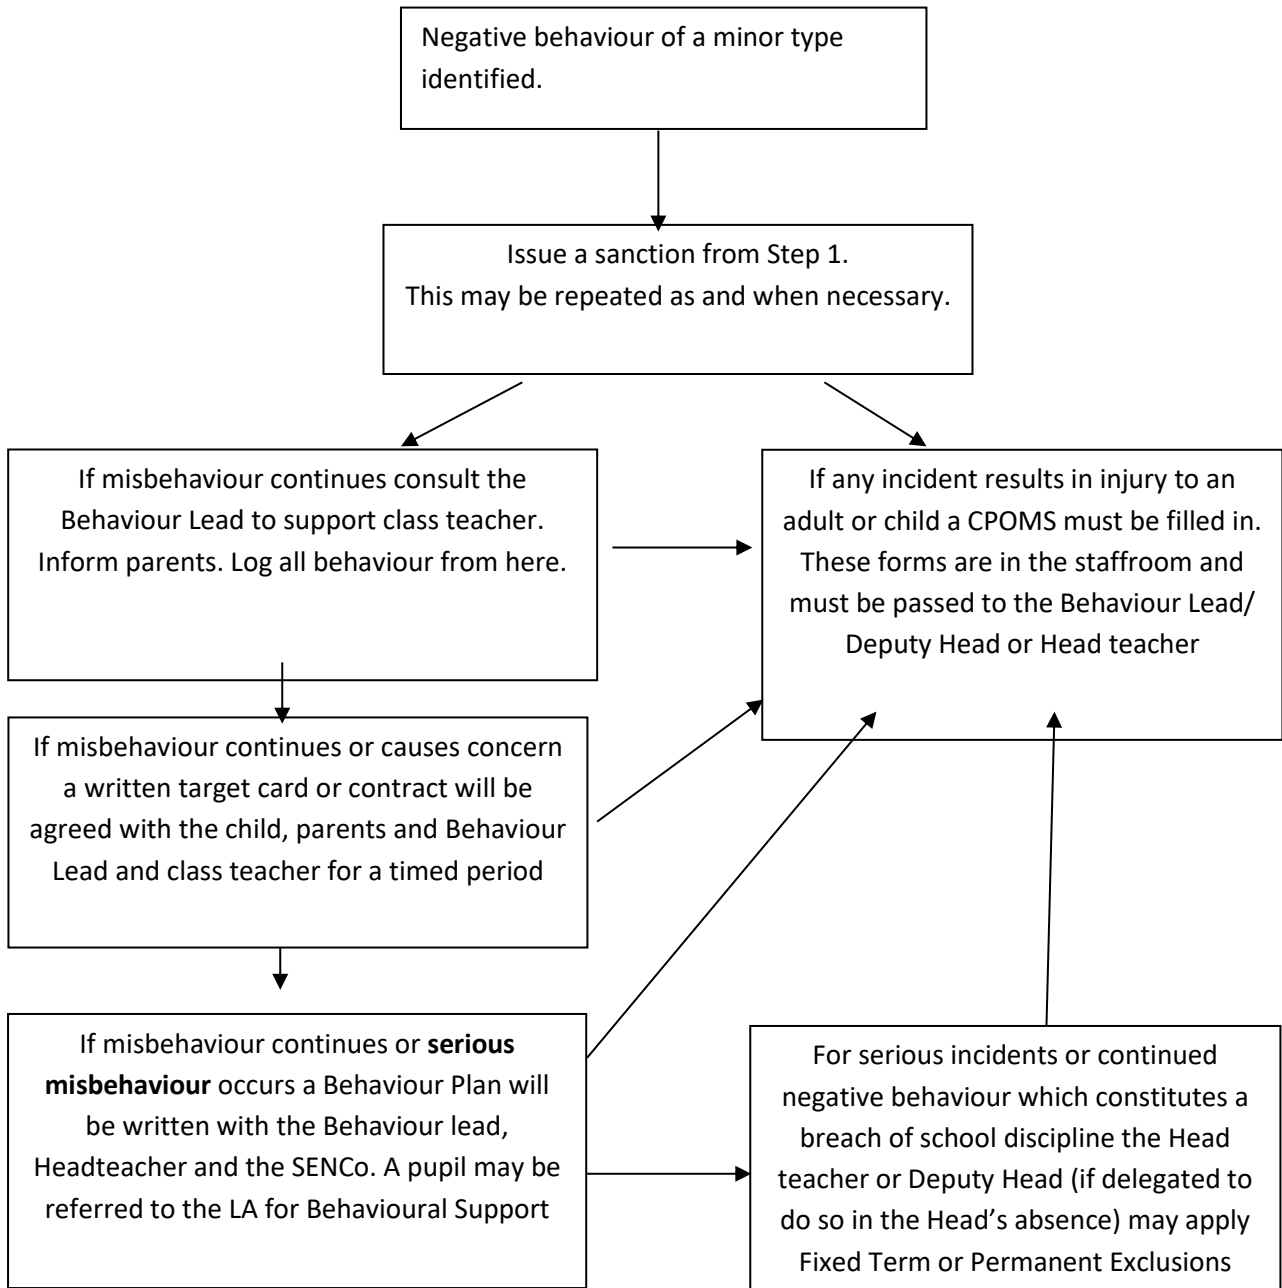 Negative behaviour of a minor type
identified.
Issue a sanction from Step 1.
This may be repeated as and when necessary.
If misbehaviour continues consult the
Behaviour Lead to support class teacher.
Inform parents. Log all behaviour from here.
If any incident results in injury to an
adult or child a CPOMS must be filled in.
These forms are in the staffroom and
must be passed to the Behaviour Lead/
Deputy Head or Head teacher
If misbehaviour continues or causes concern
a written target card or contract will be
agreed with the child, parents and Behaviour
Lead and class teacher for a timed period
If misbehaviour continues or serious
misbehaviour occurs a Behaviour Plan will
be written with the Behaviour lead,
Headteacher and the SENCo. A pupil may be
referred to the LA for Behavioural Support
For serious incidents or continued
negative behaviour which constitutes a
breach of school discipline the Head
teacher or Deputy Head (if delegated to
do so in the Head’s absence) may apply
Fixed Term or Permanent Exclusions